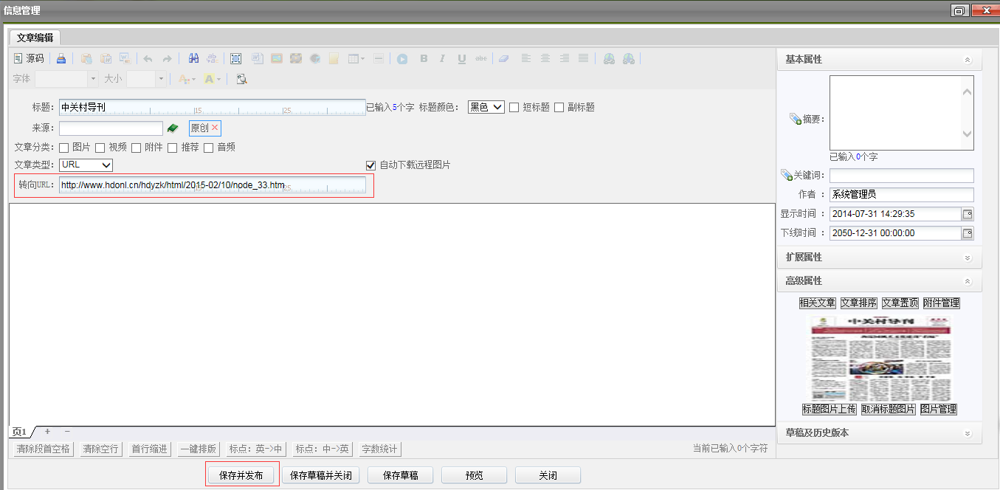 信息管理
文章编辑
源码
字体 大小
标题： 中关村导刊 15 25 已输入5个字 标题颜色： 黑色 短标题 副标题
来源： 原创
文章分类： 图片 视频 附件 推荐 音频
文章类型： URL 自动下载远程图片
转向URL： http://www.hdonl.cn/hdyzk/html/2015-02/10/node_33.htm 15 25
页1 + −
清除段首空格 清除空行 首行缩进 一键排版 标点：英->中 标点：中->英 字数统计 当前已输入0个字符
保存并发布 保存草稿并关闭 保存草稿 预览 关闭
基本属性
摘要：
已输入0个字
关键词：
作者 ： 系统管理员
显示时间 ： 2014-07-31 14:29:35
下线时间 ： 2050-12-31 00:00:00
扩展属性
高级属性
相关文章 文章排序 文章置顶 附件管理
中关村导刊
标题图片上传 取消标题图片 图片管理
草稿及历史版本